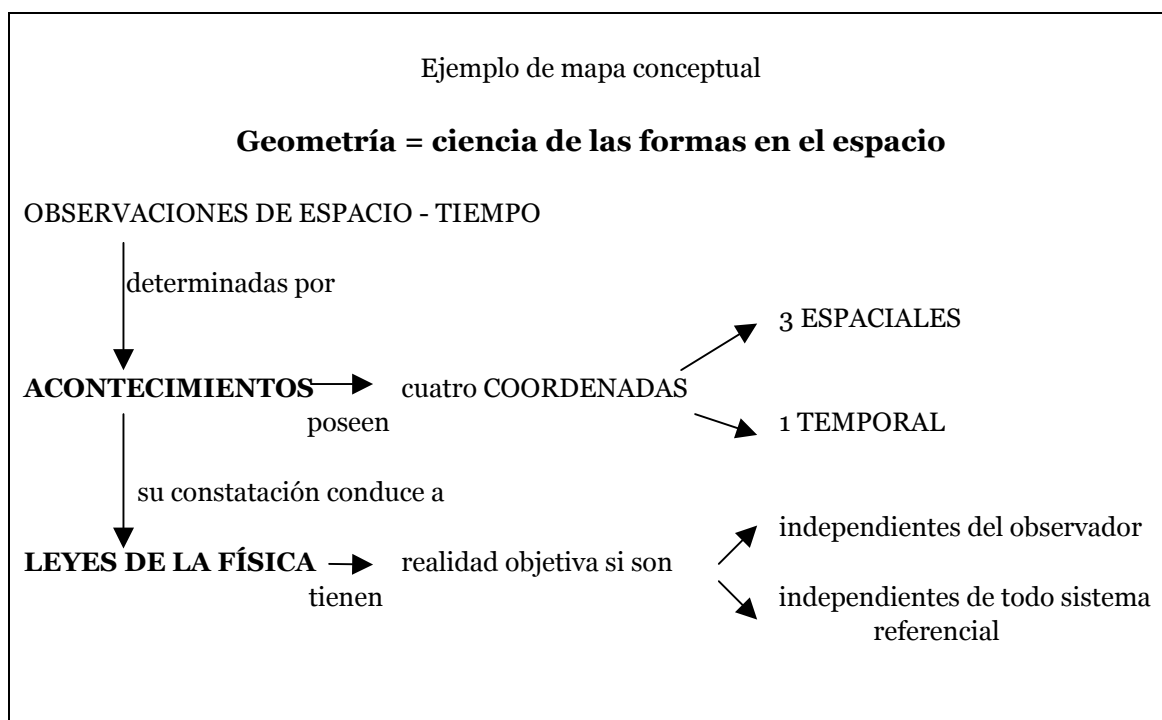 Ejemplo de mapa conceptual
Geometría = ciencia de las formas en el espacio
OBSERVACIONES DE ESPACIO - TIEMPO
determinadas por
3 ESPACIALES
ACONTECIMIENTOS
poseen
cuatro COORDENADAS
1 TEMPORAL
su constatación conduce a
independientes del observador
LEYES DE LA FÍSICA
tienen
realidad objetiva si son
independientes de todo sistema
referencial